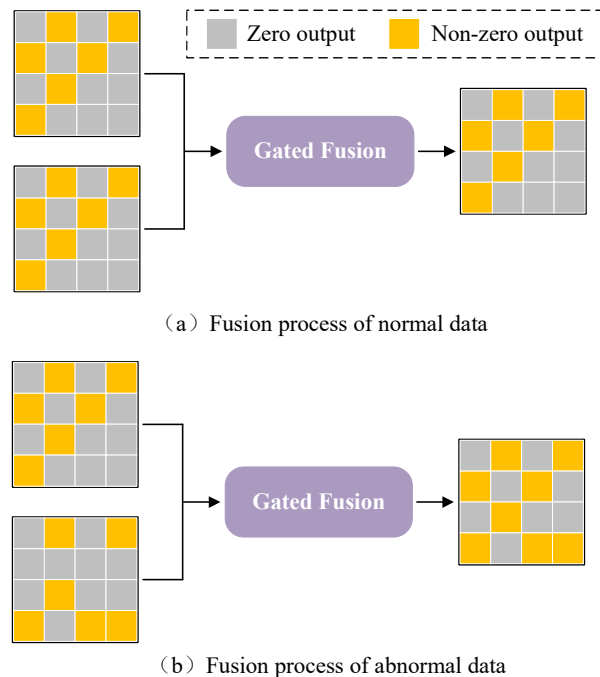 Zero output
Non-zero output
Gated Fusion
（a）Fusion process of normal data
Gated Fusion
（b）Fusion process of abnormal data